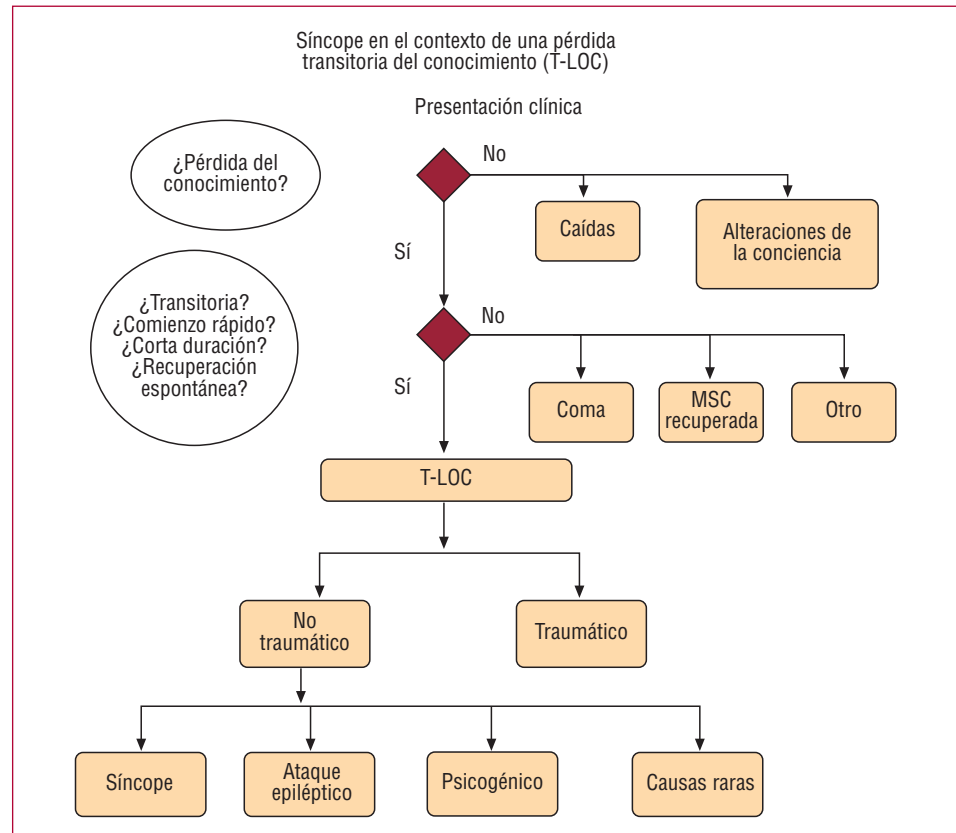 Síncope en el contexto de una pérdida
transitoria del conocimiento (T-LOC)
Presentación clínica
¿Pérdida del
conocimiento?
No
Caídas
Alteraciones de
la conciencia
Sí
¿Transitoria?
¿Comienzo rápido?
¿Corta duración?
¿Recuperación
espontánea?
No
Sí
Coma
MSC
recuperada
Otro
T-LOC
No
traumático
Traumático
Síncope
Ataque
epiléptico
Psicogénico
Causas raras